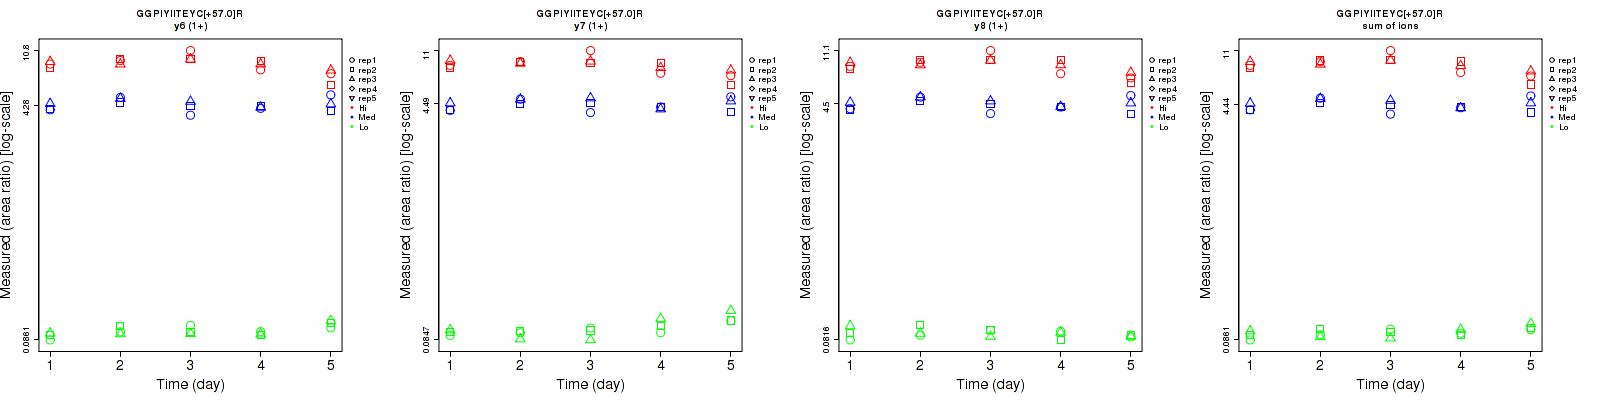 GGPIYIITEYC[+57.0]R
y6 (1+)
Measured (area ratio) [log-scale]
10.8
4.28
0.0861
1 2 3 4 5
Time (day)
rep1
rep2
rep3
rep4
rep5
Hi
Med
Lo
GGPIYIITEYC[+57.0]R
y7 (1+)
Measured (area ratio) [log-scale]
11
4.49
0.0847
1 2 3 4 5
Time (day)
rep1
rep2
rep3
rep4
rep5
Hi
Med
Lo
GGPIYIITEYC[+57.0]R
y8 (1+)
Measured (area ratio) [log-scale]
11.1
4.5
0.0816
1 2 3 4 5
Time (day)
rep1
rep2
rep3
rep4
rep5
Hi
Med
Lo
GGPIYIITEYC[+57.0]R
sum of ions
Measured (area ratio) [log-scale]
11
4.44
0.0861
1 2 3 4 5
Time (day)
rep1
rep2
rep3
rep4
rep5
Hi
Med
Lo